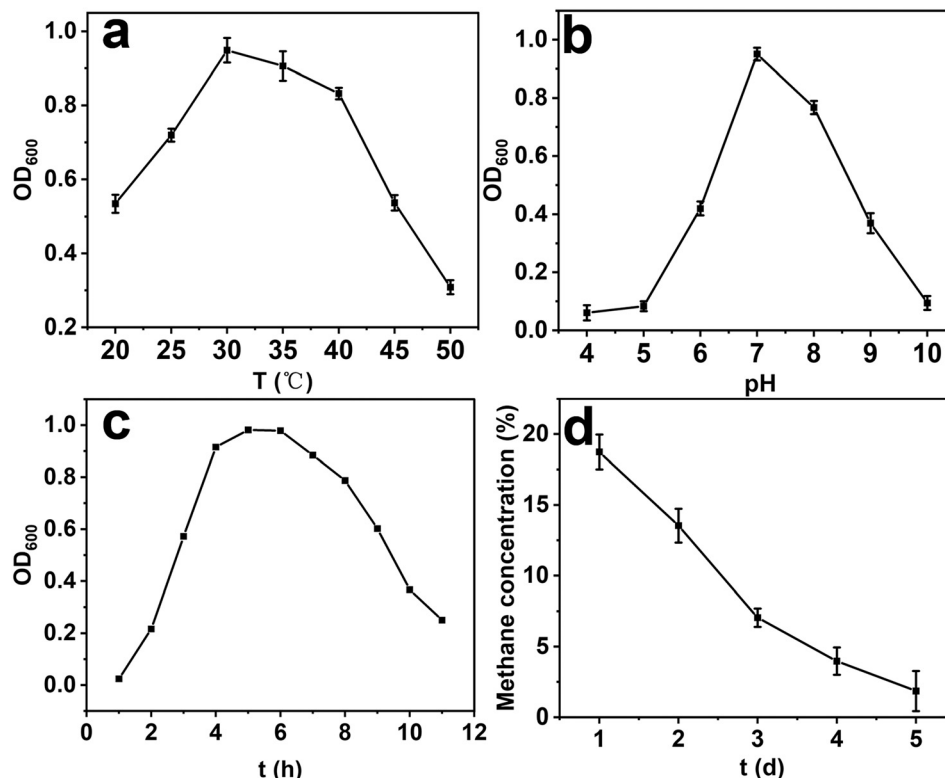 a
1.0
0.8
0.6
0.4
0.2
OD600
20 25 30 35 40 45 50
T (℃)
b
1.0
0.8
0.6
0.4
0.2
0.0
OD600
4 5 6 7 8 9 10
pH
c
1.0
0.8
0.6
0.4
0.2
0.0
OD600
0 2 4 6 8 10 12
t (h)
d
20
15
10
5
0
Methane concentration (%)
1 2 3 4 5
t (d)